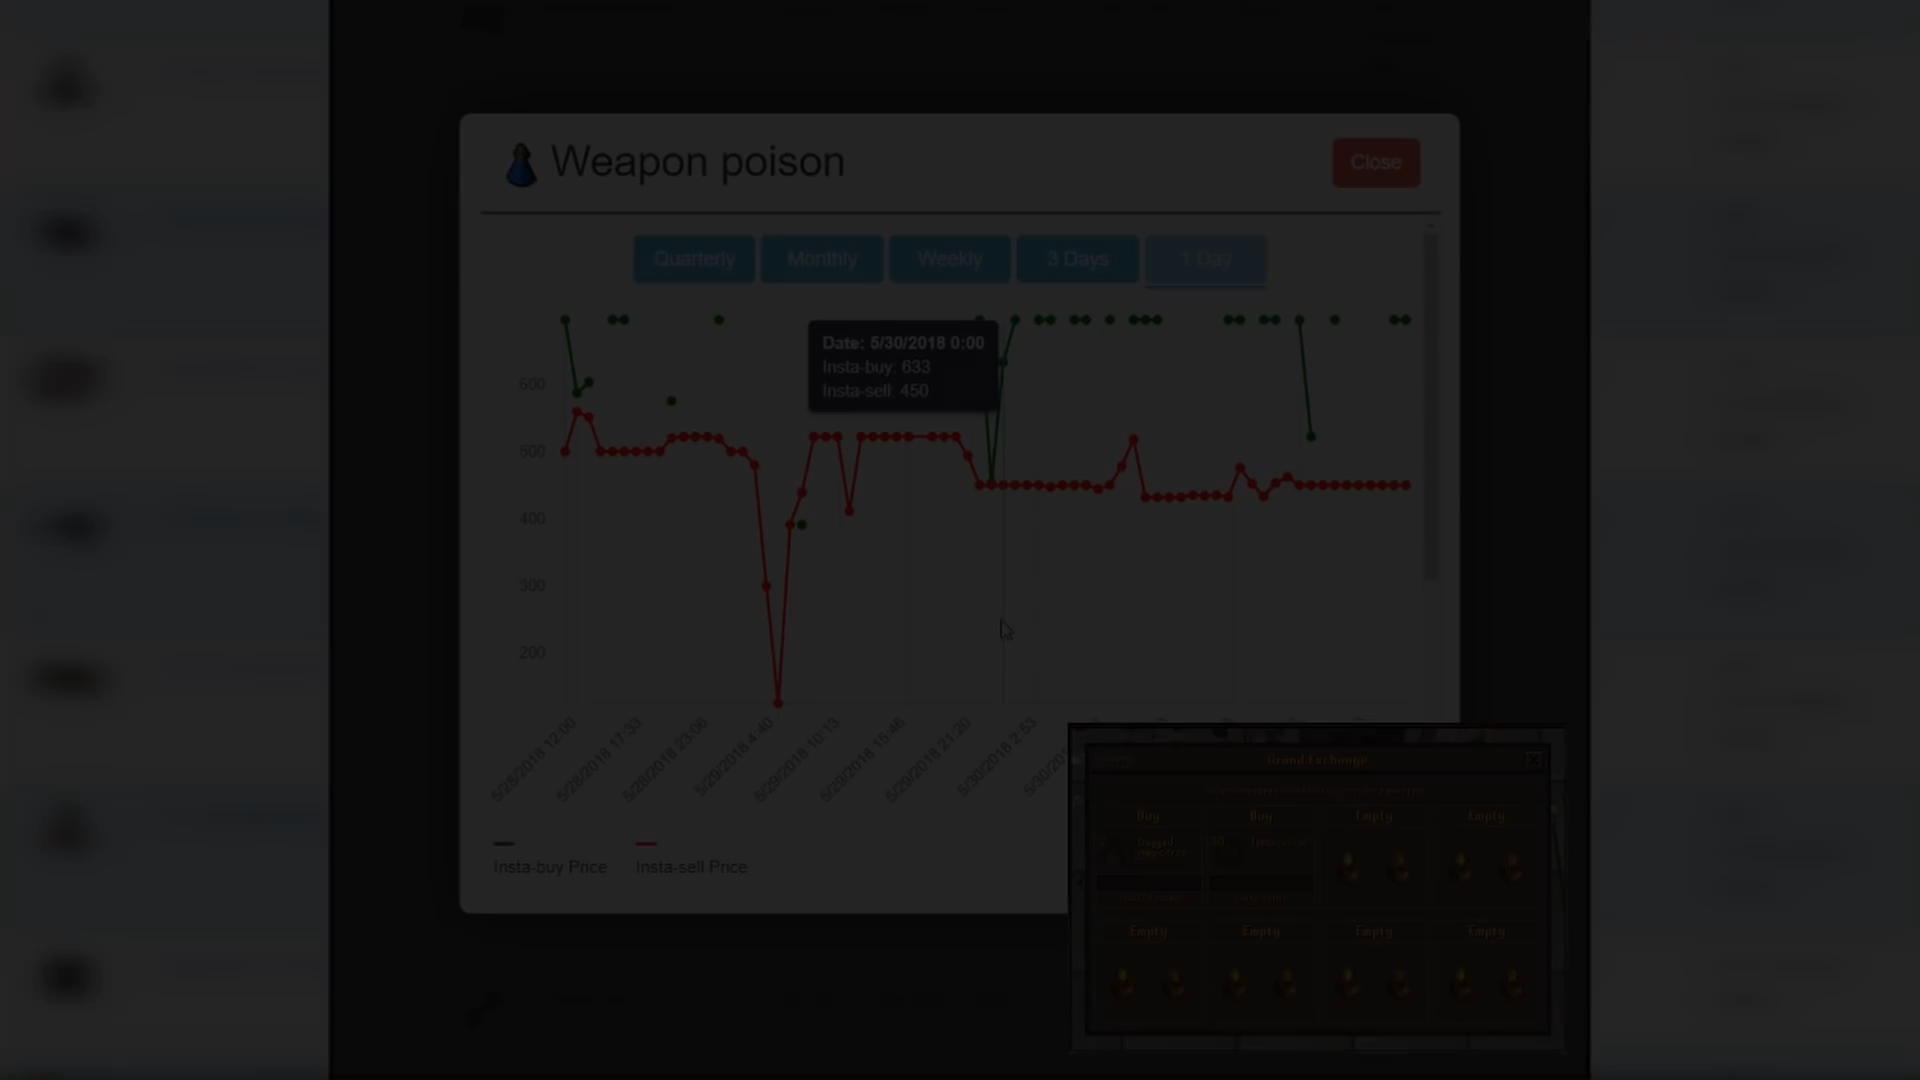 Weapon poison
Close
Quarterly Monthly Weekly 3 Days 1 Day
Date: 5/30/2018 0:00
Insta-buy: 633
Insta-sell: 450
600
500
400
300
200
5/28/2018 12:00
5/28/2018 17:33
5/28/2018 23:06
5/29/2018 4:40
5/29/2018 10:13
5/29/2018 15:46
5/29/2018 21:20
5/30/2018 2:53
Insta-buy Price Insta-sell Price
Grand Exchange
Buy Buy Empty Empty
Empty Empty Empty Empty